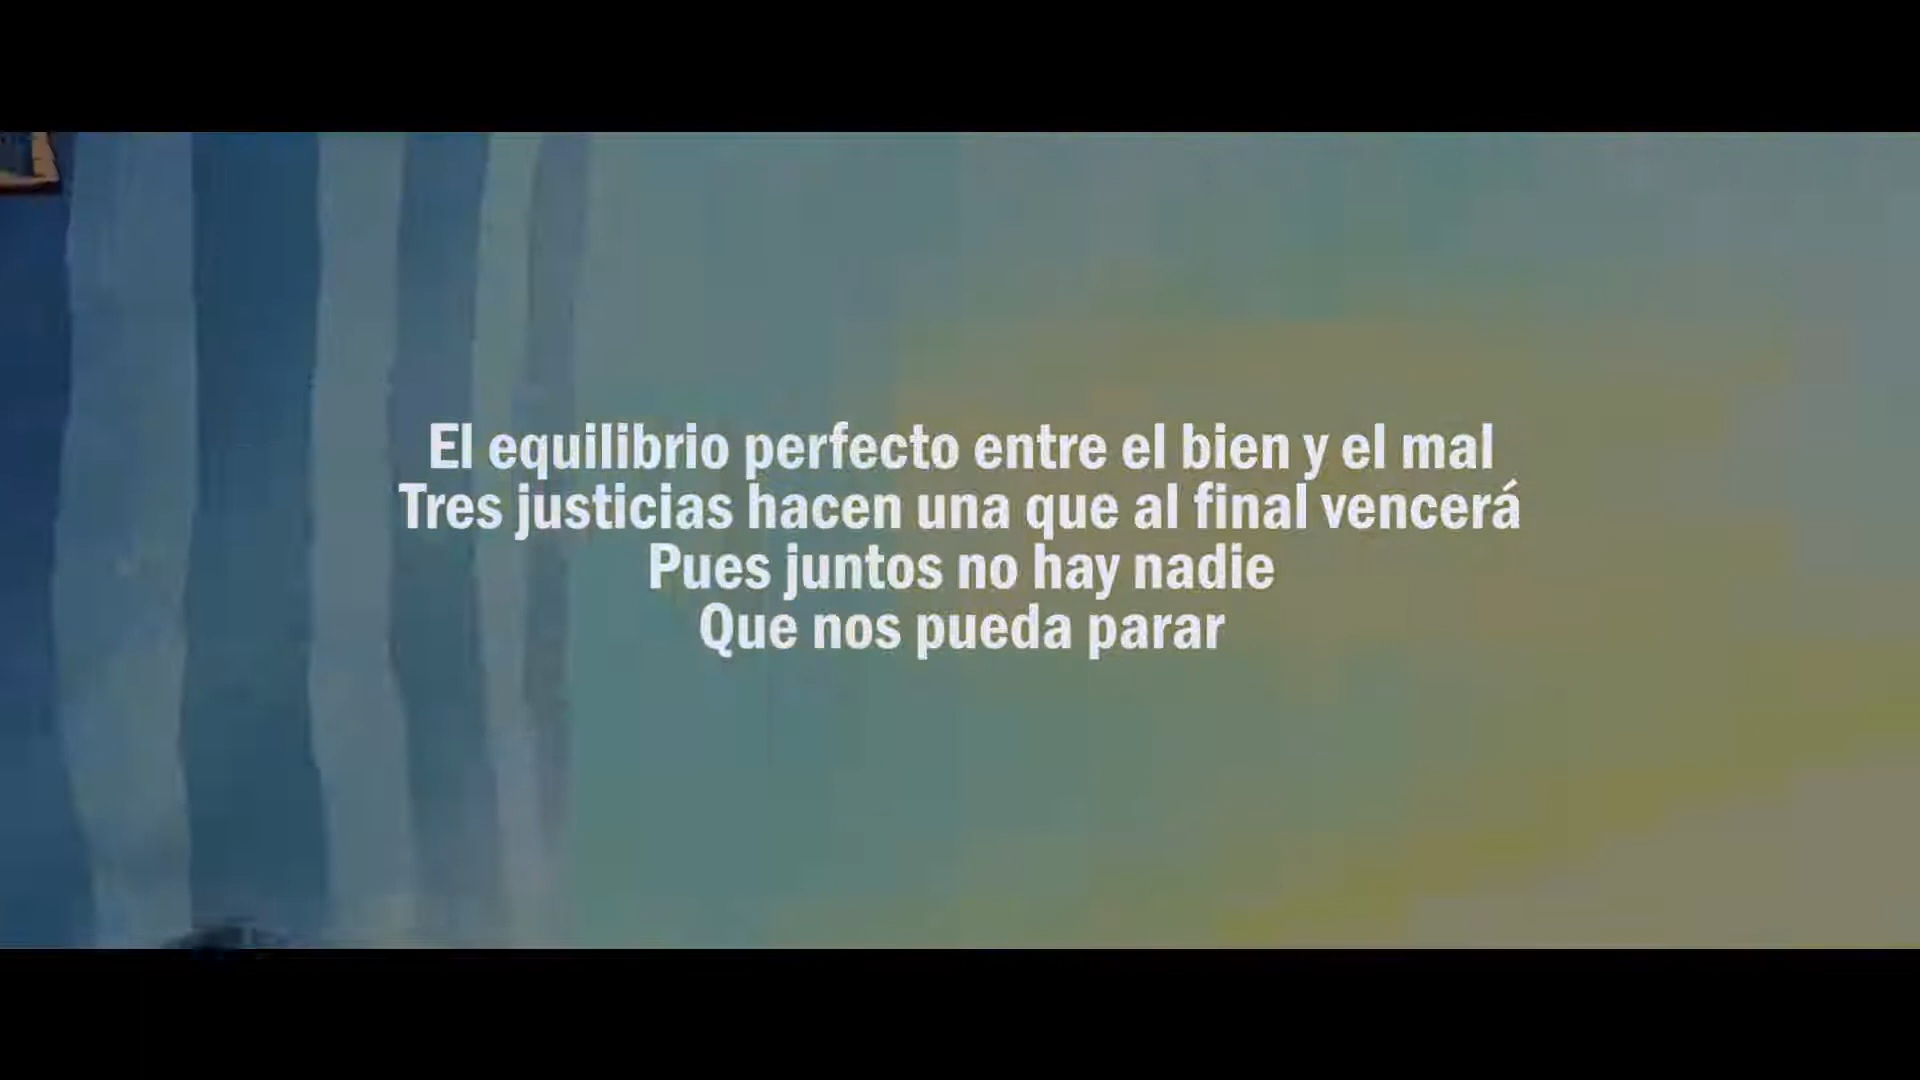 El equilibrio perfecto entre el bien y el mal
Tres justicias hacen una que al final vencerá
Pues juntos no hay nadie
Que nos pueda parar